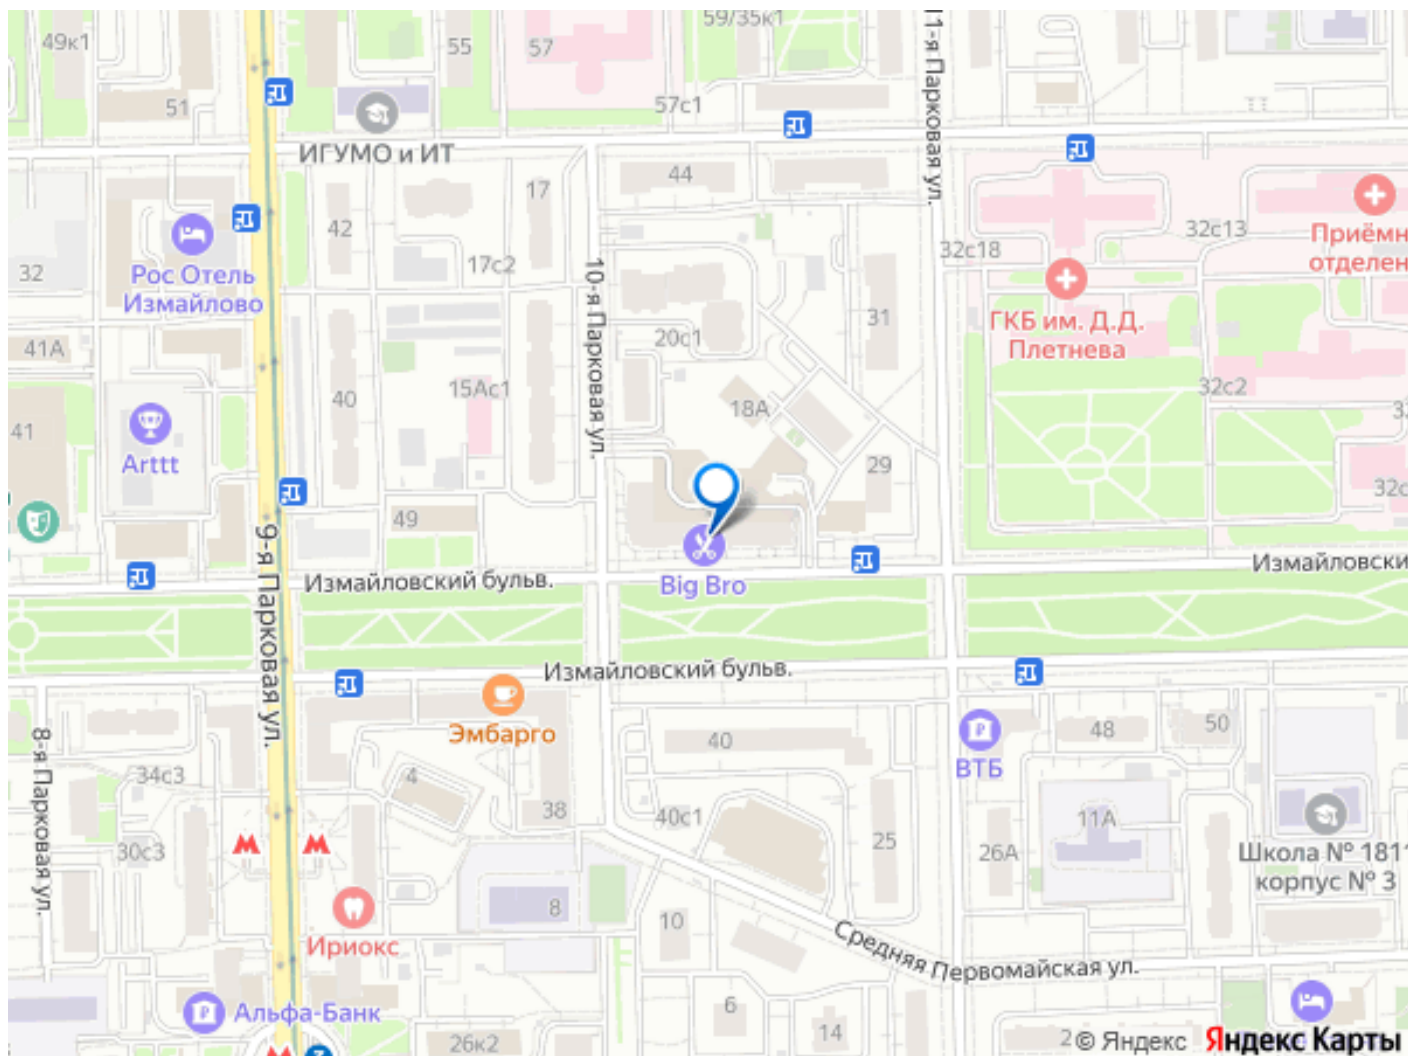 59/35к1
49к1
55
57
11-я Парковая ул.
51
57с1
ИГУМО и ИТ
44
17
42
32с13
Приёмн
отделен
32с18
Рос Отель
Измайлово
32
17с2
10-я Парковая ул.
31
ГКБ им. Д.Д.
Плетнева
20с1
41А
15Ас1
40
32с2
18А
41
Arttt
29
49
9-я Парковая ул.
Измайловски
Измайловский бульв.
Big Bro
Измайловский бульв.
Эмбарго
8-я Парковая ул.
40
48
50
ВТБ
34с3
4
38
40с1
25
11А
30с3
26А
Школа № 1811
корпус № 3
8
10
Ириокс
Средняя Первомайская ул.
6
14
Альфа-Банк
26к2
2
© Яндекс Яндекс Карты